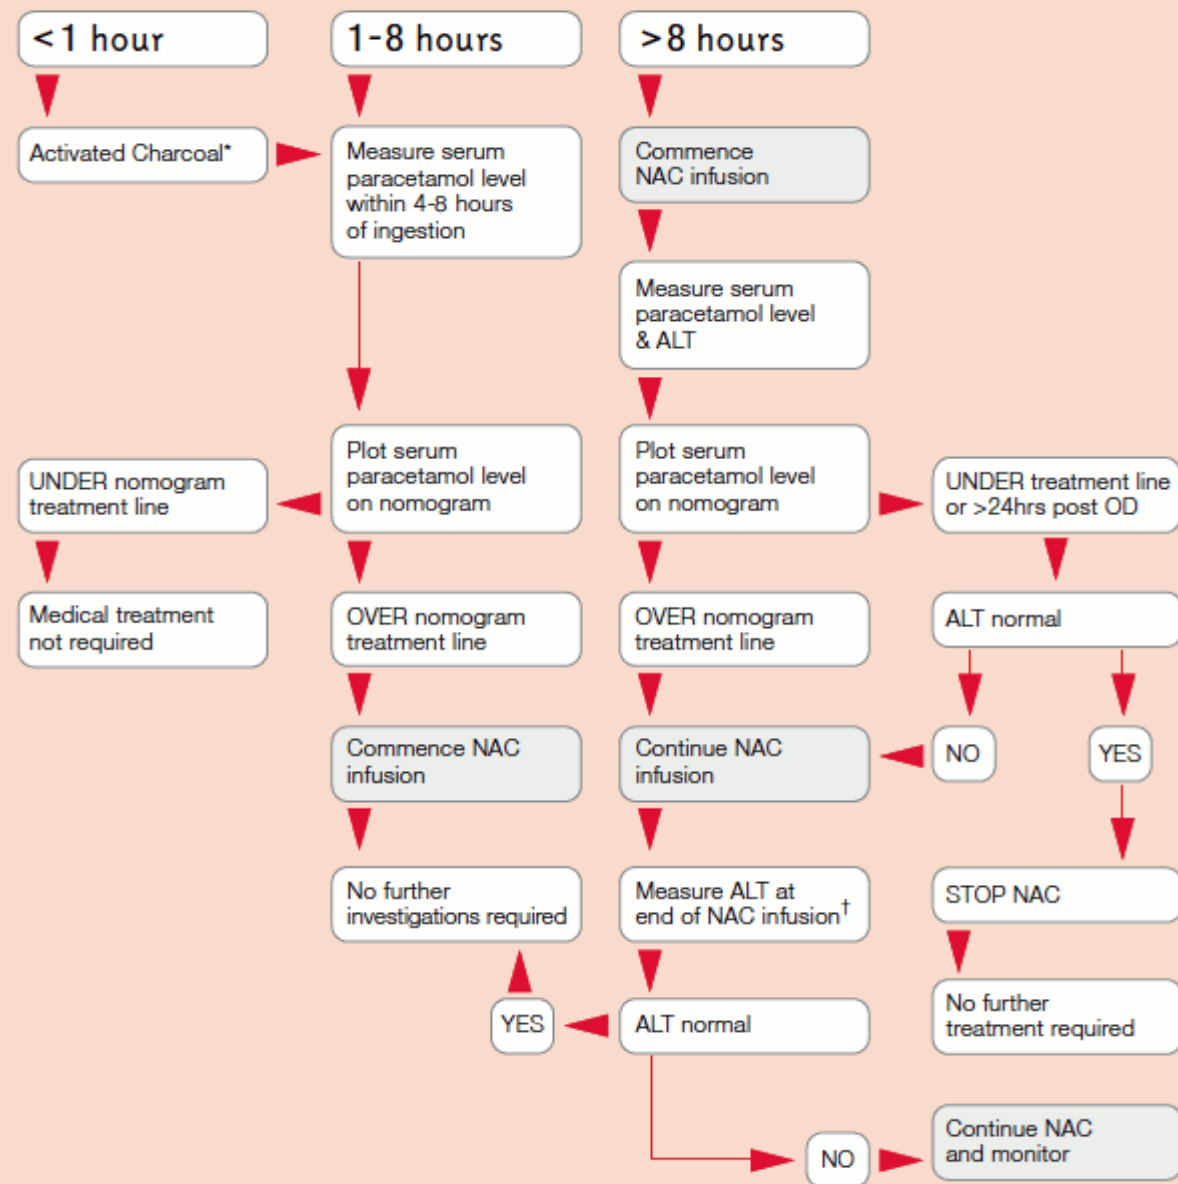 <1 hour
1-8 hours
>8 hours
Activated Charcoal*
Measure serum
paracetamol level
within 4-8 hours
of ingestion
Commence
NAC infusion
Measure serum
paracetamol level
& ALT
UNDER nomogram
treatment line
Plot serum
paracetamol level
on nomogram
Plot serum
paracetamol level
on nomogram
UNDER treatment line
or >24hrs post OD
Medical treatment
not required
OVER nomogram
treatment line
OVER nomogram
treatment line
ALT normal
Commence NAC
infusion
Continue NAC
infusion
NO
YES
No further
investigations required
Measure ALT at
end of NAC infusion†
STOP NAC
YES
ALT normal
No further
treatment required
NO
Continue NAC
and monitor